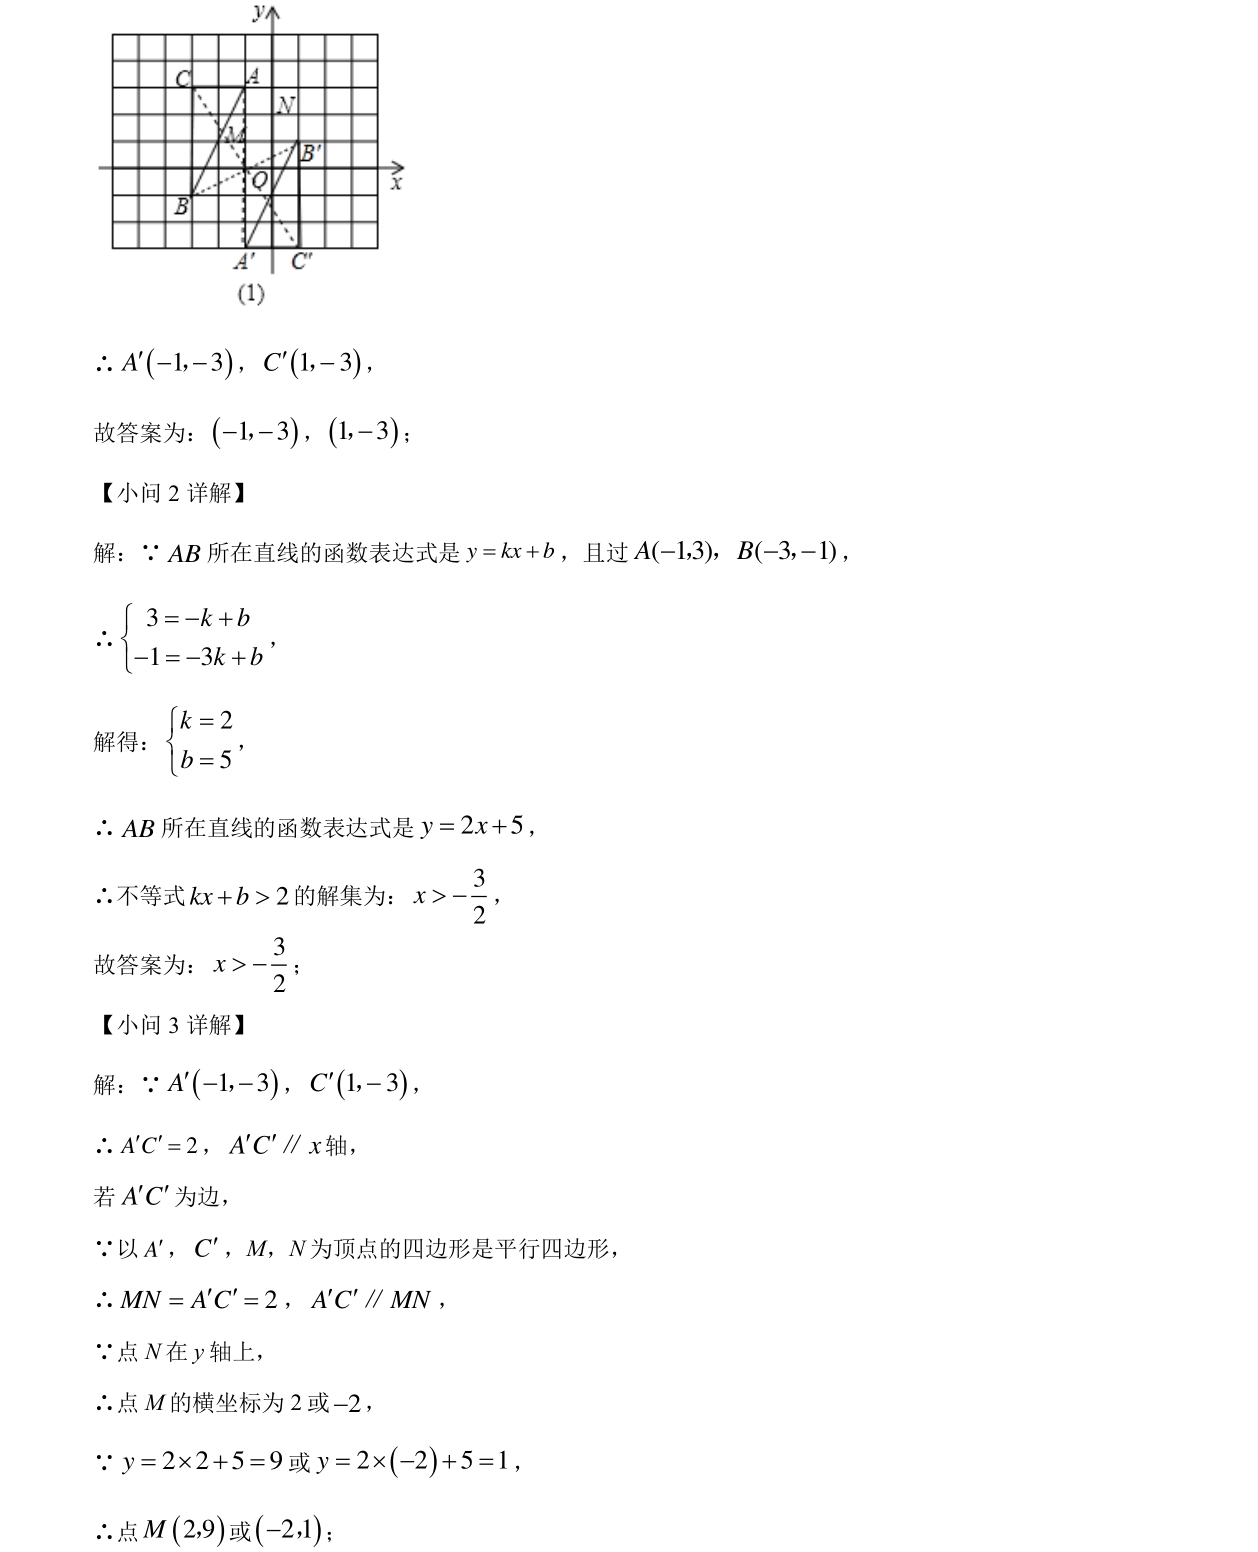 y
C A
N
M
B'
Q x
B
A' C"
(1)
∴ A′(−1,−3), C′(1,−3),
故答案为：(−1,−3)，(1,−3)；
【小问 2 详解】
解：∵ AB 所在直线的函数表达式是 y = kx + b，且过 A(−1,3)，B(−3,−1)，
∴ { 3 = −k + b
−1 = −3k + b ，
解得： { k = 2
b = 5 ，
∴ AB 所在直线的函数表达式是 y = 2x + 5，
∴不等式 kx + b > 2 的解集为： x > −3/2，
故答案为： x > −3/2；
【小问 3 详解】
解：∵ A′(−1,−3)，C′(1,−3)，
∴ A′C′ = 2，A′C′ ∥ x 轴，
若 A′C′ 为边，
∵以 A′，C′，M，N 为顶点的四边形是平行四边形，
∴ MN = A′C′ = 2，A′C′ ∥ MN，
∵点 N 在 y 轴上，
∴点 M 的横坐标为 2 或 −2，
∵ y = 2×2 + 5 = 9 或 y = 2×(−2) + 5 = 1，
∴点 M (2,9) 或 (−2,1)；